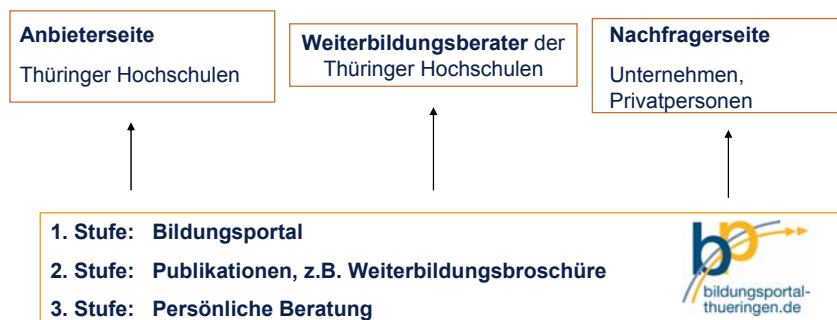 Anbieterseite
Thüringer Hochschulen
Weiterbildungsberater der
Thüringer Hochschulen
Nachfragerseite
Unternehmen,
Privatpersonen
1. Stufe: Bildungsportal
2. Stufe: Publikationen, z.B. Weiterbildungsbroschüre
3. Stufe: Persönliche Beratung
bp
bildungsportal-
thueringen.de